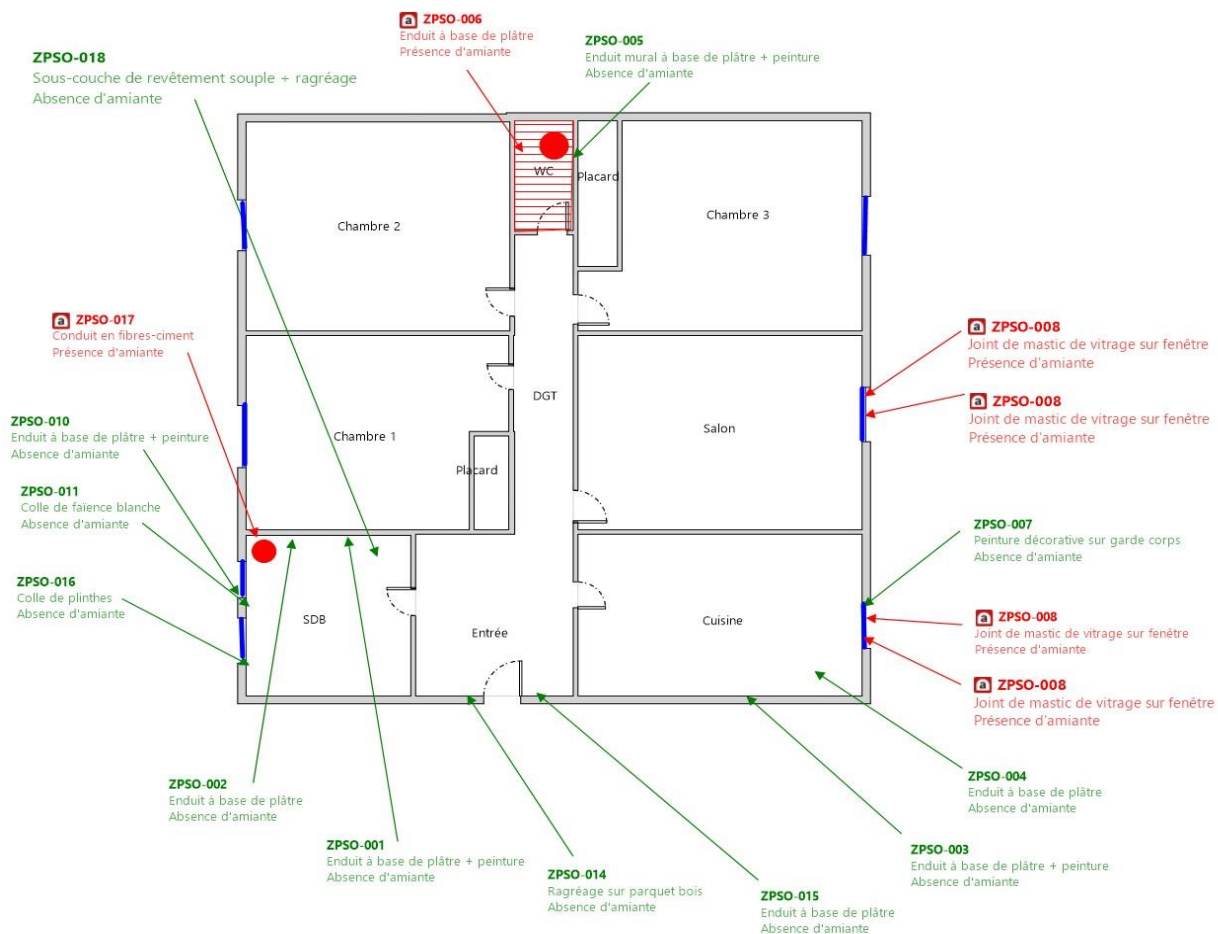 a ZPSO-006
Enduit à base de plâtre
Présence d'amiante
ZPSO-005
Enduit mural à base de plâtre + peinture
Absence d'amiante
ZPSO-018
Sous-couche de revêtement souple + ragréage
Absence d'amiante
WC
Placard
Chambre 2
Chambre 3
a ZPSO-017
Conduit en fibres-ciment
Présence d'amiante
a ZPSO-008
Joint de mastic de vitrage sur fenêtre
Présence d'amiante
DGT
a ZPSO-008
Joint de mastic de vitrage sur fenêtre
Présence d'amiante
ZPSO-010
Enduit à base de plâtre + peinture
Absence d'amiante
Chambre 1
Salon
Placard
ZPSO-011
Colle de faïence blanche
Absence d'amiante
ZPSO-007
Peinture décorative sur garde corps
Absence d'amiante
ZPSO-016
Colle de plinthes
Absence d'amiante
SDB
Entrée
Cuisine
a ZPSO-008
Joint de mastic de vitrage sur fenêtre
Présence d'amiante
a ZPSO-008
Joint de mastic de vitrage sur fenêtre
Présence d'amiante
ZPSO-002
Enduit à base de plâtre
Absence d'amiante
ZPSO-004
Enduit à base de plâtre
Absence d'amiante
ZPSO-001
Enduit à base de plâtre + peinture
Absence d'amiante
ZPSO-003
Enduit à base de plâtre + peinture
Absence d'amiante
ZPSO-014
Ragréage sur parquet bois
Absence d'amiante
ZPSO-015
Enduit à base de plâtre
Absence d'amiante